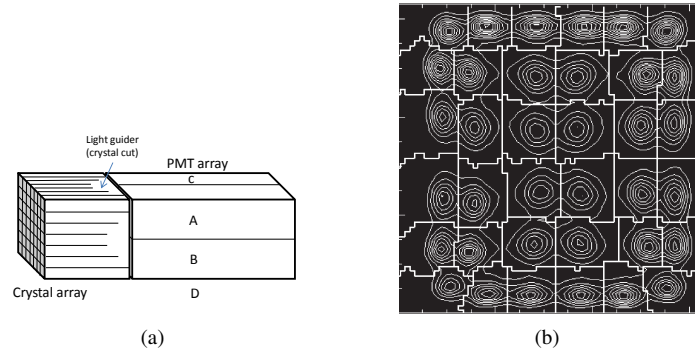 Light guider
(crystal cut)
PMT array
C
A
B
Crystal array
D
(a)
(b)